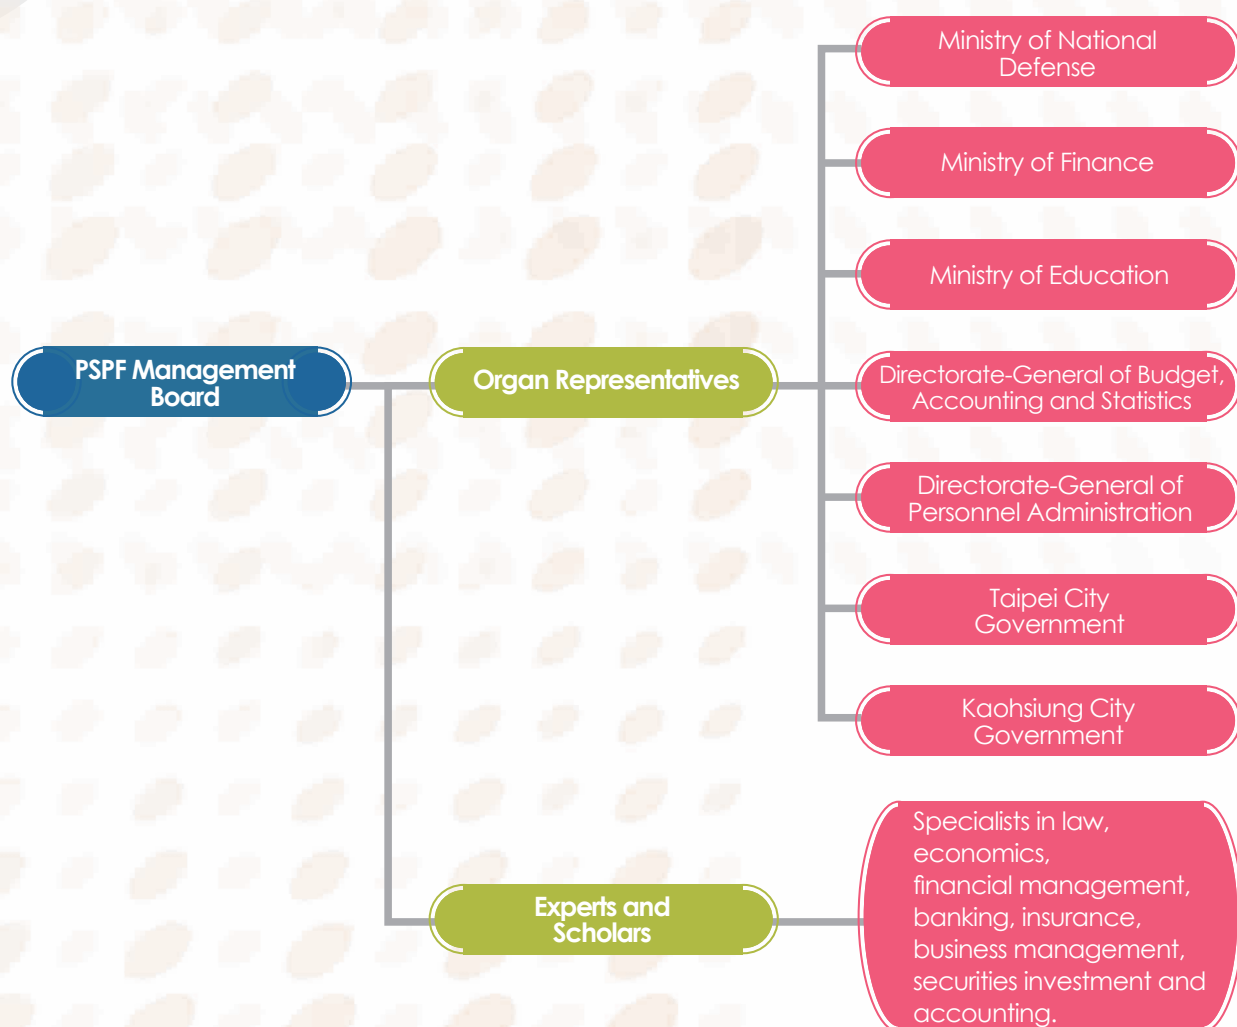 Ministry of National
Defense
Ministry of Finance
Ministry of Education
PSPF Management
Board
Organ Representatives
Directorate-General of Budget,
Accounting and Statistics
Directorate-General of
Personnel Administration
Taipei City
Government
Kaohsiung City
Government
Experts and
Scholars
Specialists in law,
economics,
financial management,
banking, insurance,
business management,
securities investment and
accounting.